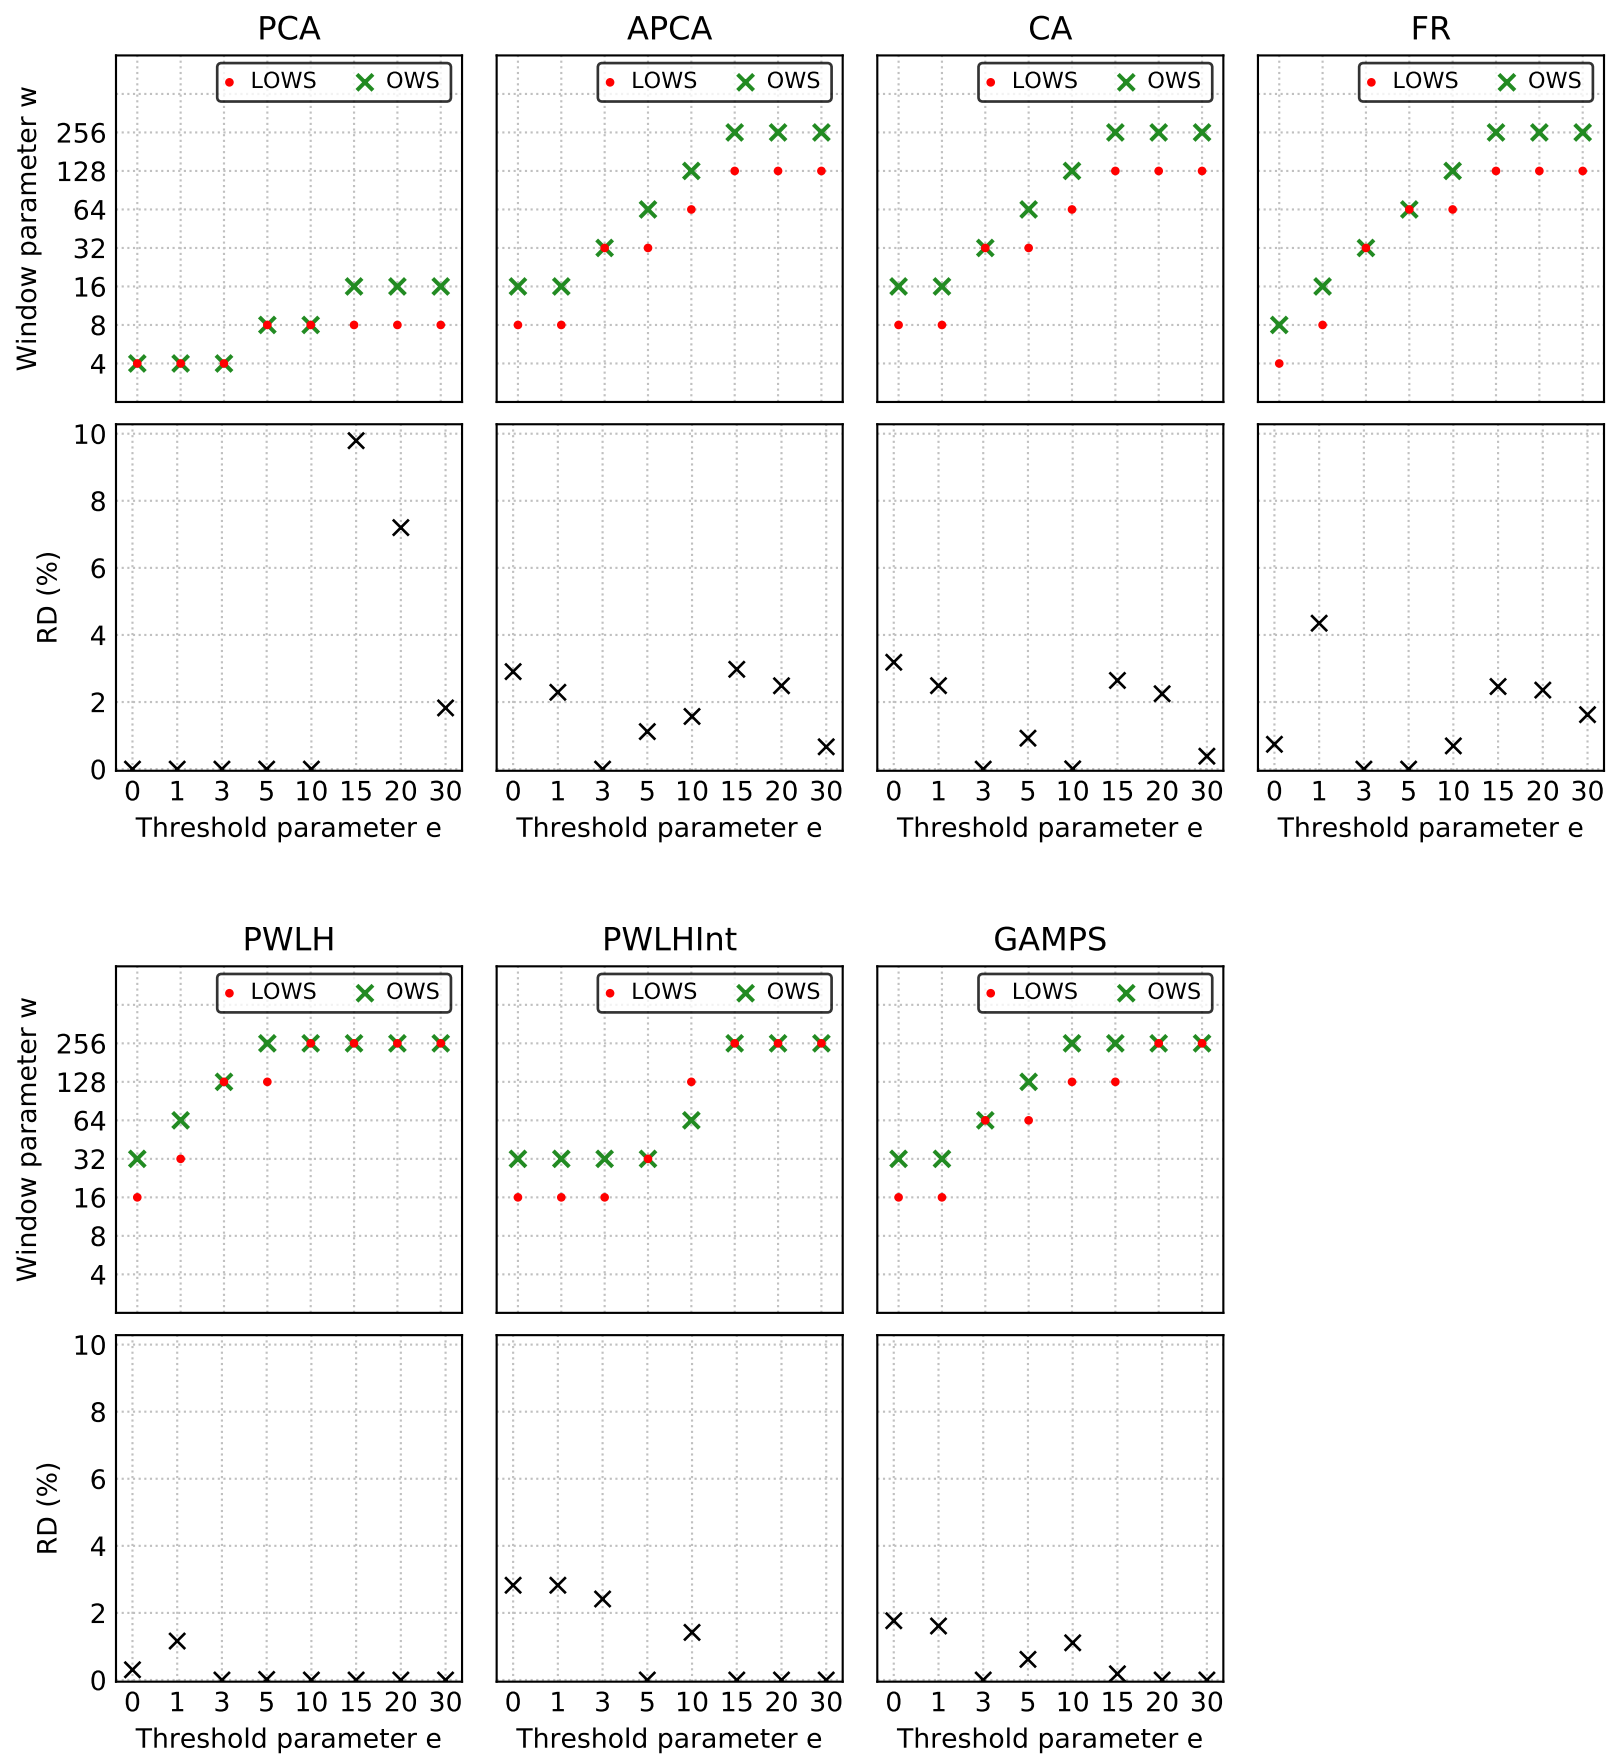 PCA APCA CA FR
LOWS OWS LOWS OWS LOWS OWS LOWS OWS
Window parameter w
256
128
64
32
16
8
4
RD (%)
10
8
6
4
2
0
0 1 3 5 10 15 20 30 0 1 3 5 10 15 20 30 0 1 3 5 10 15 20 30 0 1 3 5 10 15 20 30
Threshold parameter e Threshold parameter e Threshold parameter e Threshold parameter e
PWLH PWLHInt GAMPS
LOWS OWS LOWS OWS LOWS OWS
Window parameter w
256
128
64
32
16
8
4
RD (%)
10
8
6
4
2
0
0 1 3 5 10 15 20 30 0 1 3 5 10 15 20 30 0 1 3 5 10 15 20 30
Threshold parameter e Threshold parameter e Threshold parameter e